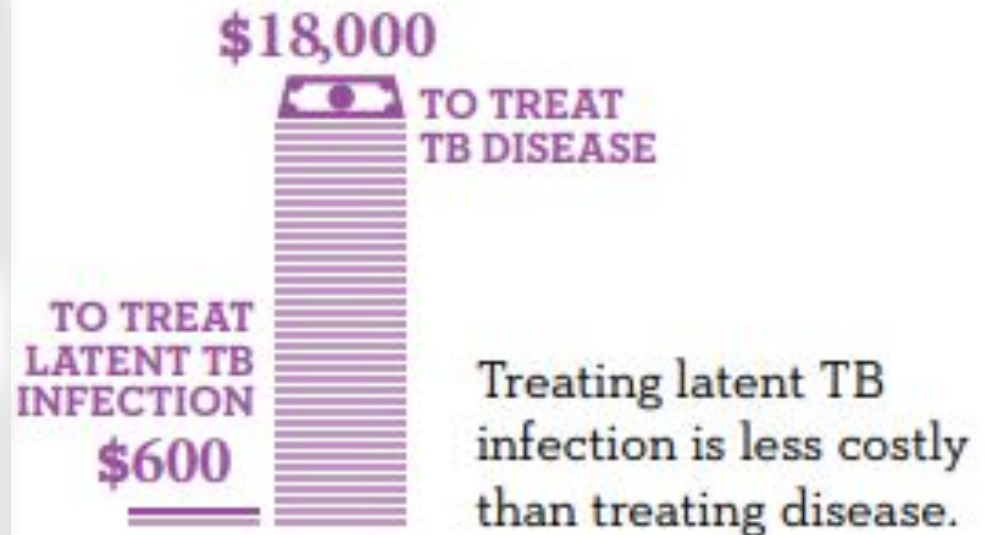 $18,000
TO TREAT
TB DISEASE
TO TREAT
LATENT TB
INFECTION
$600
Treating latent TB
infection is less costly
than treating disease.